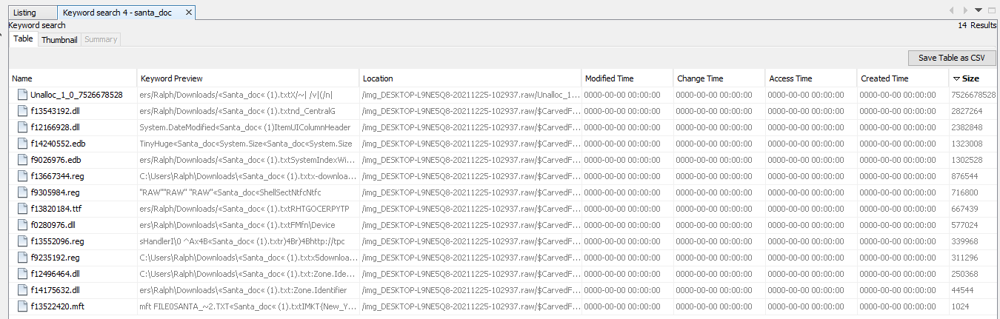 Listing Keyword search 4 - santa_doc
Keyword search 14 Results
Table Thumbnail Summary
Save Table as CSV
Name Keyword Preview Location Modified Time Change Time Access Time Created Time Size
Unalloc_1_0_7526678528 ers/Ralph/Downloads/«Santa_doc« (1).txtX/~| /v|(/n| /img_DESKTOP-L9NE5Q8-20211225-102937.raw/Unalloc_1... 0000-00-00 00:00:00 0000-00-00 00:00:00 0000-00-00 00:00:00 0000-00-00 00:00:00 7526678528
f13543192.dll ers/Ralph/Downloads/«Santa_doc« (1).txtnd_CentralG /img_DESKTOP-L9NE5Q8-20211225-102937.raw/$CarvedF... 0000-00-00 00:00:00 0000-00-00 00:00:00 0000-00-00 00:00:00 0000-00-00 00:00:00 2827264
f12166928.dll System.DateModified«Santa_doc« (1)ItemUIColumnHeader /img_DESKTOP-L9NE5Q8-20211225-102937.raw/$CarvedF... 0000-00-00 00:00:00 0000-00-00 00:00:00 0000-00-00 00:00:00 0000-00-00 00:00:00 2382848
f14240552.edb TinyHuge«Santa_doc«System.Size«Santa_doc«System.Size /img_DESKTOP-L9NE5Q8-20211225-102937.raw/$CarvedF... 0000-00-00 00:00:00 0000-00-00 00:00:00 0000-00-00 00:00:00 0000-00-00 00:00:00 1323008
f9026976.edb ers/Ralph/Downloads/«Santa_doc« (1).txtSystemIndexWi... /img_DESKTOP-L9NE5Q8-20211225-102937.raw/$CarvedF... 0000-00-00 00:00:00 0000-00-00 00:00:00 0000-00-00 00:00:00 0000-00-00 00:00:00 1302528
f13667344.reg C:\Users\Ralph\Downloads\«Santa_doc« (1).txtx-downloa... /img_DESKTOP-L9NE5Q8-20211225-102937.raw/$CarvedF... 0000-00-00 00:00:00 0000-00-00 00:00:00 0000-00-00 00:00:00 0000-00-00 00:00:00 876544
f9305984.reg "RAW""RAW" "RAW"«Santa_doc«ShellSectNtfcNtfc /img_DESKTOP-L9NE5Q8-20211225-102937.raw/$CarvedF... 0000-00-00 00:00:00 0000-00-00 00:00:00 0000-00-00 00:00:00 0000-00-00 00:00:00 716800
f13820184.ttf ers/Ralph/Downloads/«Santa_doc« (1).txtRHTGOCERPYTP /img_DESKTOP-L9NE5Q8-20211225-102937.raw/$CarvedF... 0000-00-00 00:00:00 0000-00-00 00:00:00 0000-00-00 00:00:00 0000-00-00 00:00:00 667439
f0280976.dll ers\Ralph\Downloads\«Santa_doc« (1).txtFMfn\Device /img_DESKTOP-L9NE5Q8-20211225-102937.raw/$CarvedF... 0000-00-00 00:00:00 0000-00-00 00:00:00 0000-00-00 00:00:00 0000-00-00 00:00:00 577024
f13552096.reg sHandlerI\0 ^Ax4B«Santa_doc« (1).txtr)4Br)4Bhttp://tpc /img_DESKTOP-L9NE5Q8-20211225-102937.raw/$CarvedF... 0000-00-00 00:00:00 0000-00-00 00:00:00 0000-00-00 00:00:00 0000-00-00 00:00:00 339968
f9235192.reg C:\Users\Ralph\Downloads\«Santa_doc« (1).txtx5downloa... /img_DESKTOP-L9NE5Q8-20211225-102937.raw/$CarvedF... 0000-00-00 00:00:00 0000-00-00 00:00:00 0000-00-00 00:00:00 0000-00-00 00:00:00 311296
f12496464.dll C:\Users\Ralph\Downloads\«Santa_doc« (1).txt:Zone.Ide... /img_DESKTOP-L9NE5Q8-20211225-102937.raw/$CarvedF... 0000-00-00 00:00:00 0000-00-00 00:00:00 0000-00-00 00:00:00 0000-00-00 00:00:00 250368
f14175632.dll ers\Ralph\Downloads\«Santa_doc« (1).txt:Zone.Identifier /img_DESKTOP-L9NE5Q8-20211225-102937.raw/$CarvedF... 0000-00-00 00:00:00 0000-00-00 00:00:00 0000-00-00 00:00:00 0000-00-00 00:00:00 44544
f13522420.mft mft FILE0SANTA_~2.TXT«Santa_doc« (1).txtIMKT{New_Y... /img_DESKTOP-L9NE5Q8-20211225-102937.raw/$CarvedF... 0000-00-00 00:00:00 0000-00-00 00:00:00 0000-00-00 00:00:00 0000-00-00 00:00:00 1024